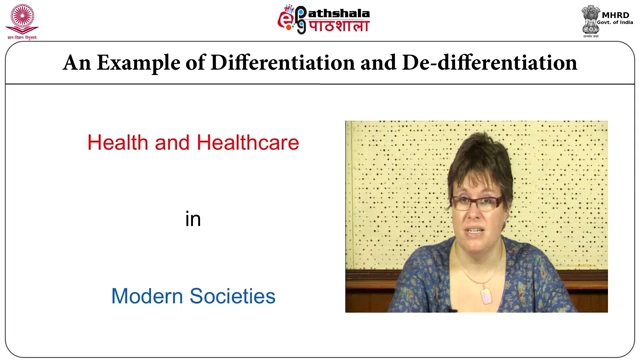 Pathshala
पाठशाला
MHRD
Govt. of India
An Example of Differentiation and De-differentiation
Health and Healthcare
in
Modern Societies